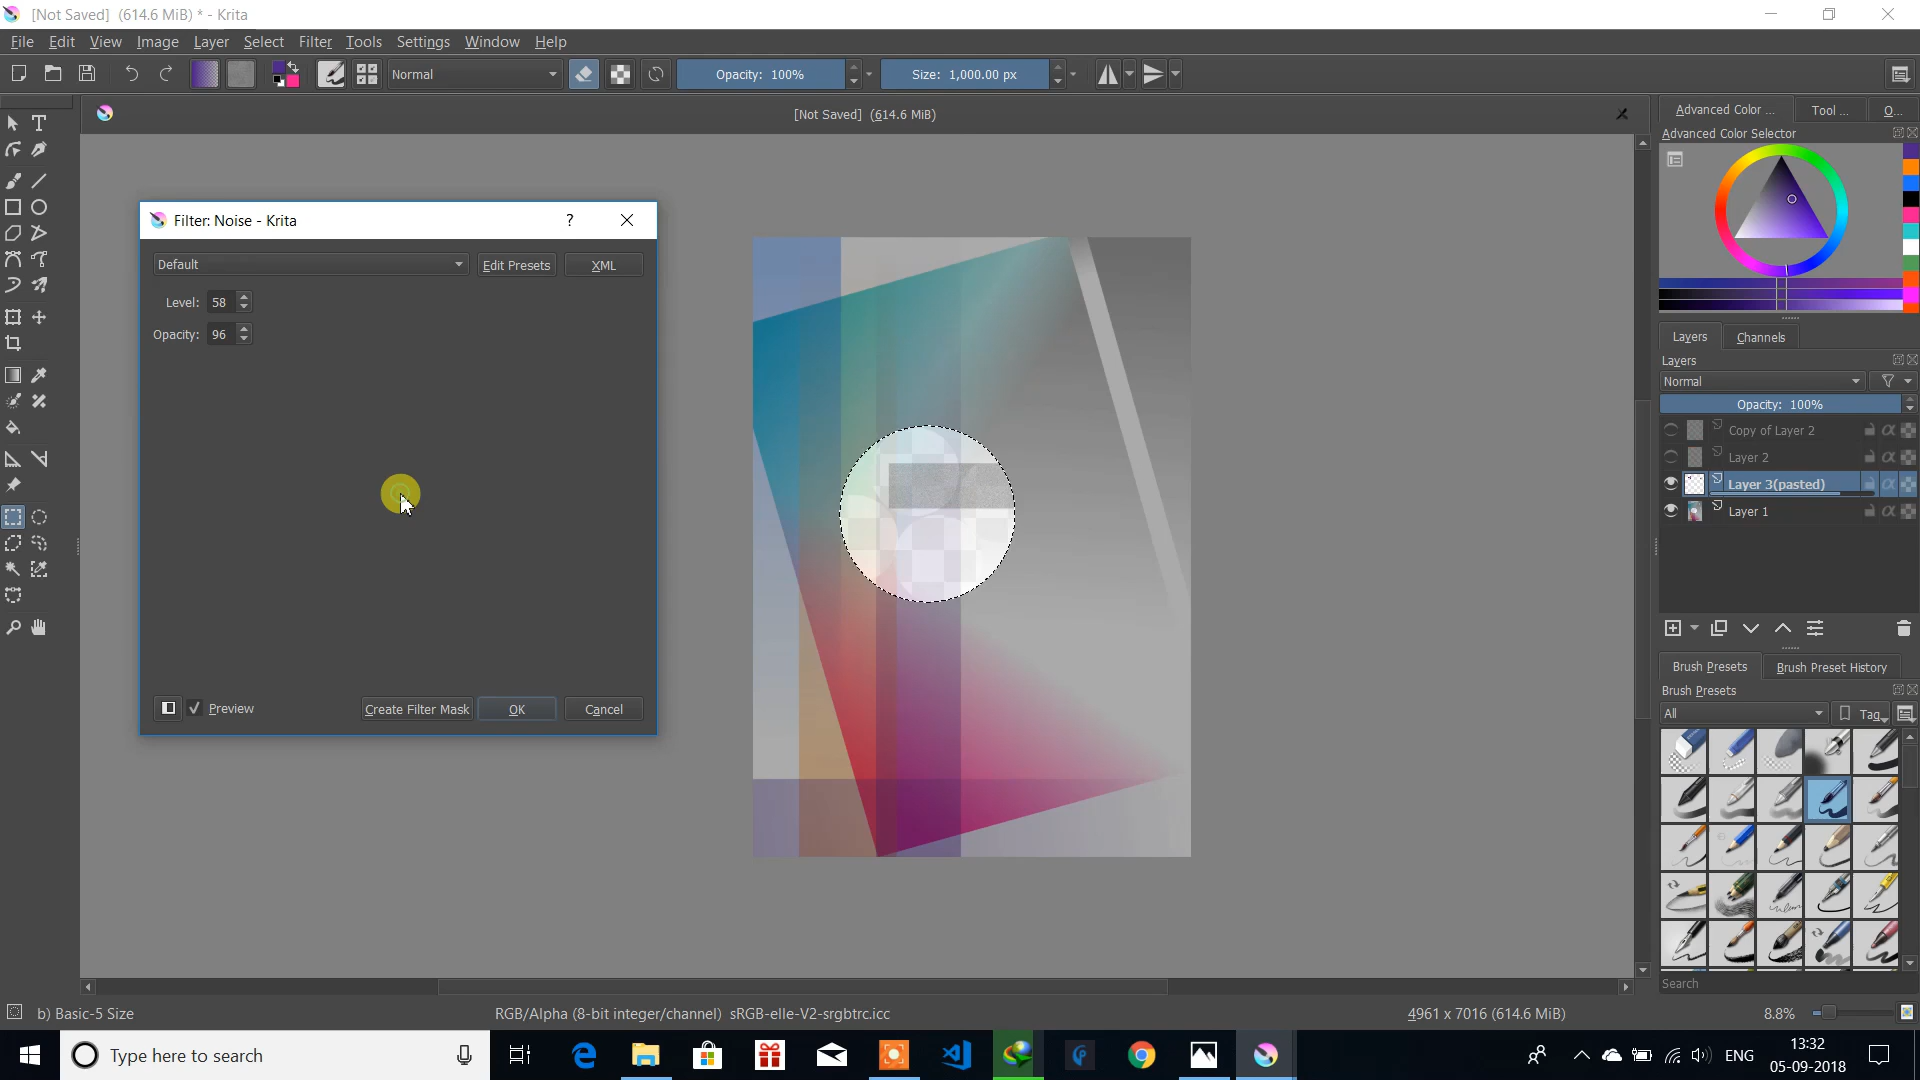 [Not Saved]  (614.6 MiB) * - Krita
File Edit View Image Layer Select Filter Tools Settings Window Help
Normal Opacity: 100% Size: 1,000.00 px
[Not Saved]  (614.6 MiB)
Advanced Color ... Tool ... O...
Advanced Color Selector
Filter: Noise - Krita ?
Default Edit Presets XML
Level: 58
Opacity: 96
Preview Create Filter Mask OK Cancel
Layers Channels
Layers
Normal
Opacity: 100%
Copy of Layer 2
Layer 2
Layer 3(pasted)
Layer 1
Brush Presets Brush Preset History
Brush Presets
All Tag
Search
b) Basic-5 Size RGB/Alpha (8-bit integer/channel)  sRGB-elle-V2-srgbtrc.icc 4961 x 7016 (614.6 MiB) 8.8%
Type here to search ENG 13:32
05-09-2018